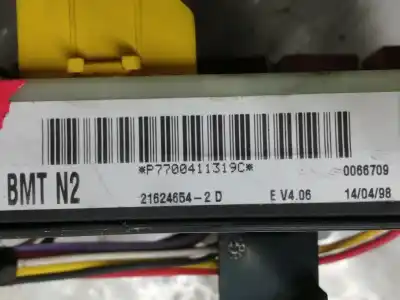 *P7700411319C*
0066709
BMT N2
21624654-2 D
E V4.06
14/04/98